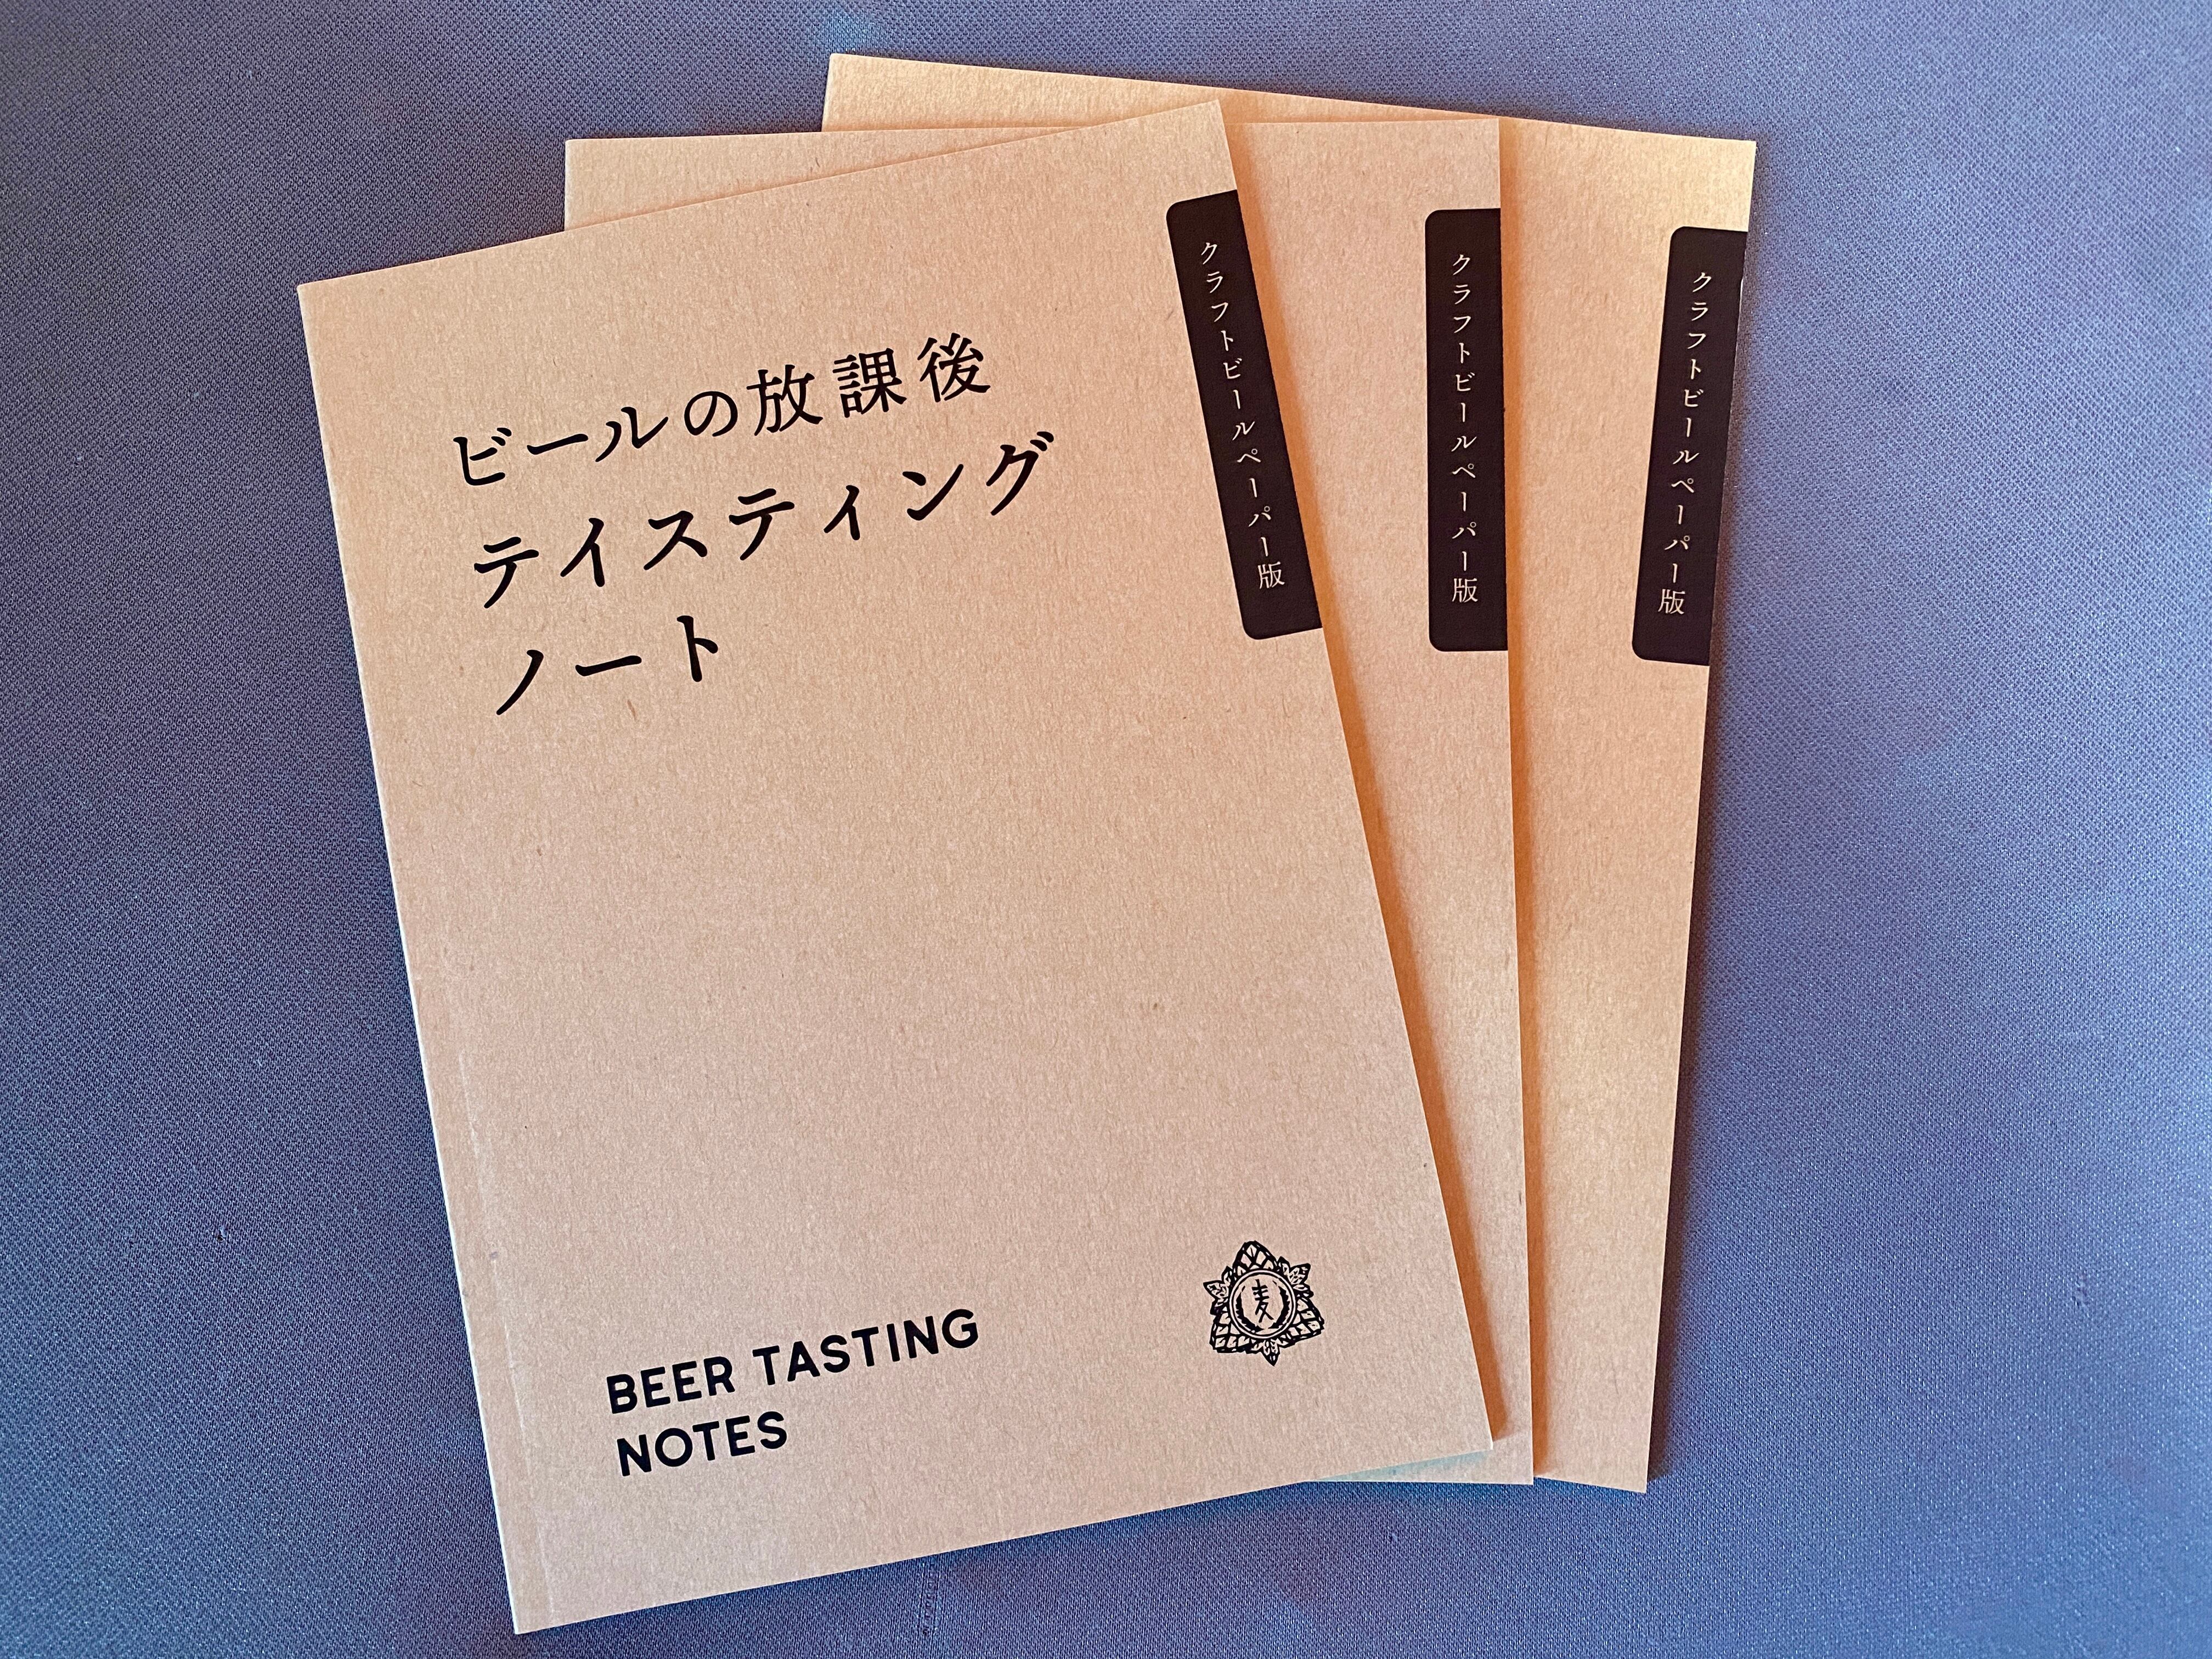 ビールの放課後
テイスティング
ノート
クラフトビールペーパー版
クラフトビールペーパー版
クラフトビールペーパー版
麦
BEER TASTING
NOTES